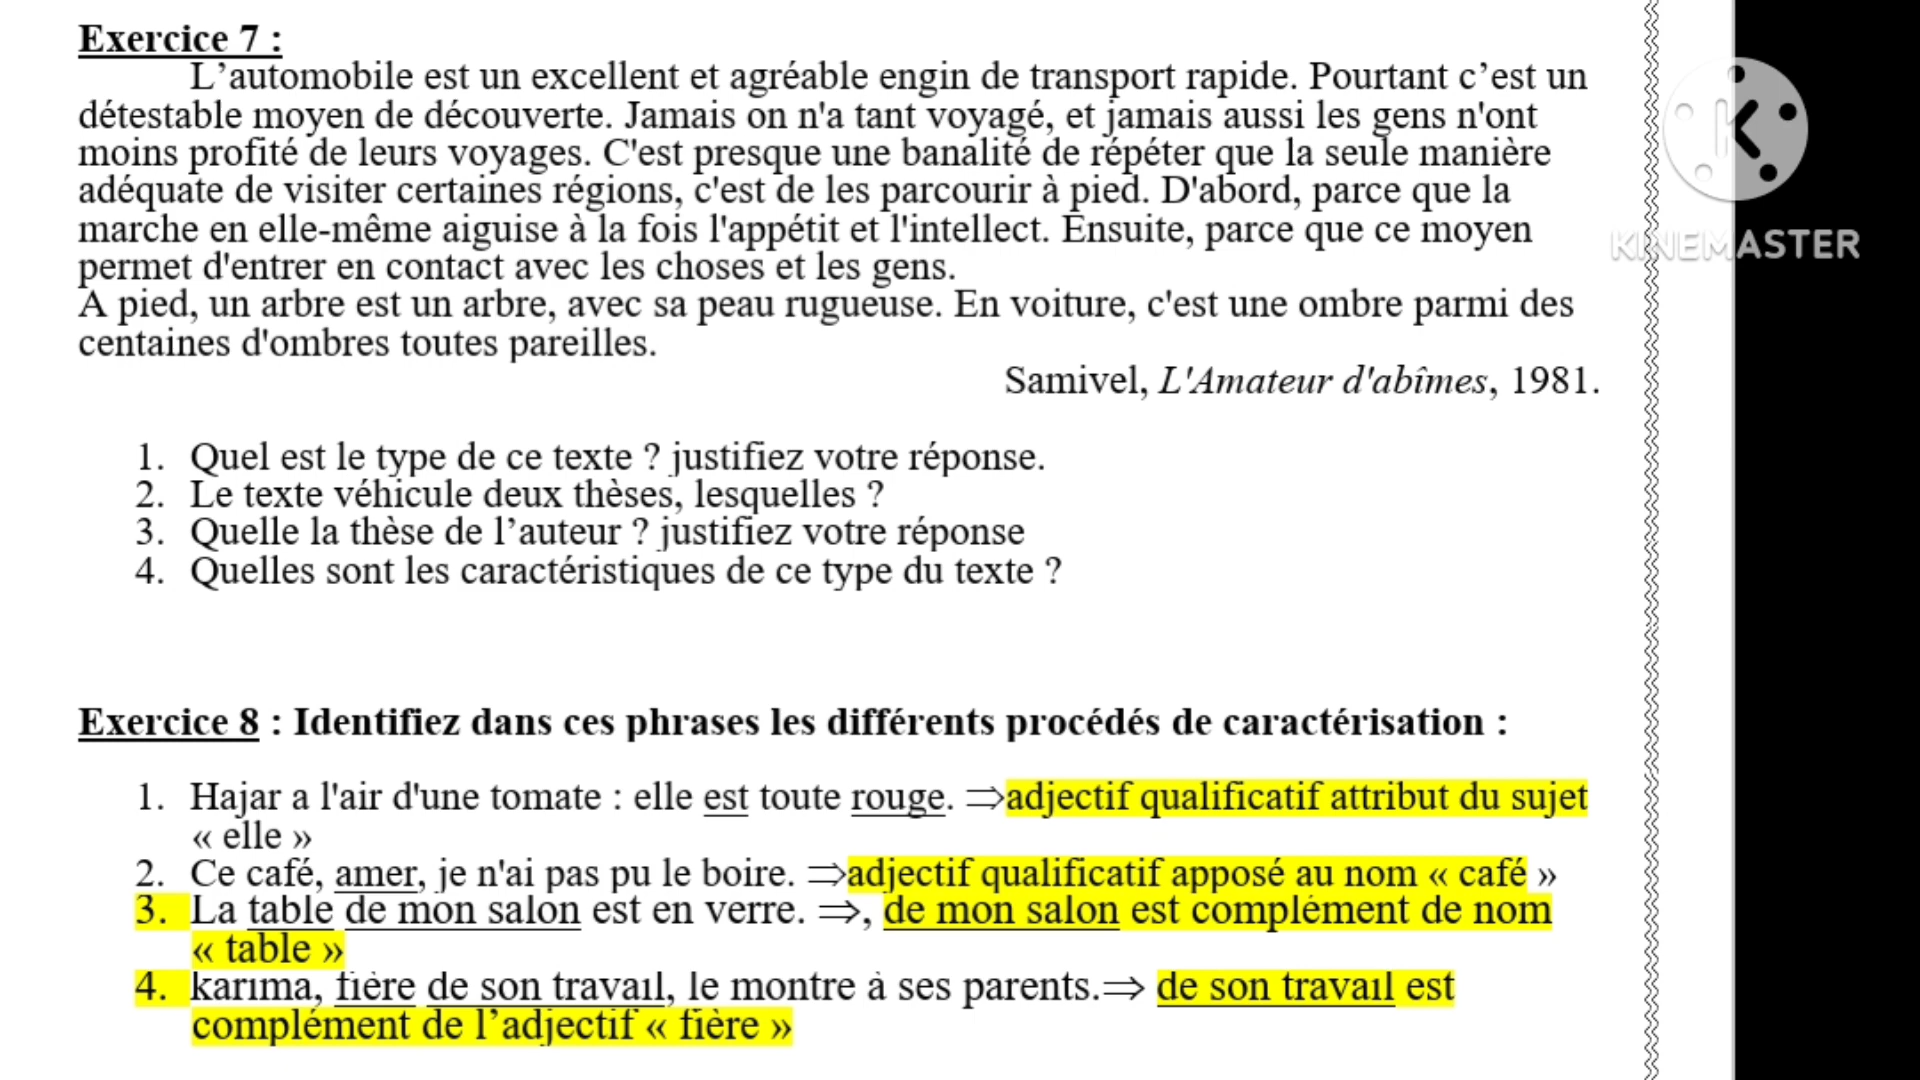 Exercice 7 :
L’automobile est un excellent et agréable engin de transport rapide. Pourtant c’est un
détestable moyen de découverte. Jamais on n'a tant voyagé, et jamais aussi les gens n'ont
moins profité de leurs voyages. C'est presque une banalité de répéter que la seule manière
adéquate de visiter certaines régions, c'est de les parcourir à pied. D'abord, parce que la
marche en elle-même aiguise à la fois l'appétit et l'intellect. Ensuite, parce que ce moyen
permet d'entrer en contact avec les choses et les gens.
A pied, un arbre est un arbre, avec sa peau rugueuse. En voiture, c'est une ombre parmi des
centaines d'ombres toutes pareilles.
Samivel, L'Amateur d'abîmes, 1981.
1. Quel est le type de ce texte ? justifiez votre réponse.
2. Le texte véhicule deux thèses, lesquelles ?
3. Quelle la thèse de l’auteur ? justifiez votre réponse
4. Quelles sont les caractéristiques de ce type du texte ?
Exercice 8 : Identifiez dans ces phrases les différents procédés de caractérisation :
1. Hajar a l'air d'une tomate : elle est toute rouge. ⇒adjectif qualificatif attribut du sujet
« elle »
2. Ce café, amer, je n'ai pas pu le boire. ⇒adjectif qualificatif apposé au nom « café »
3. La table de mon salon est en verre. ⇒, de mon salon est complément de nom
« table »
4. karima, fière de son travail, le montre à ses parents.⇒ de son travail est
complément de l’adjectif « fière »
K
KINEMASTER